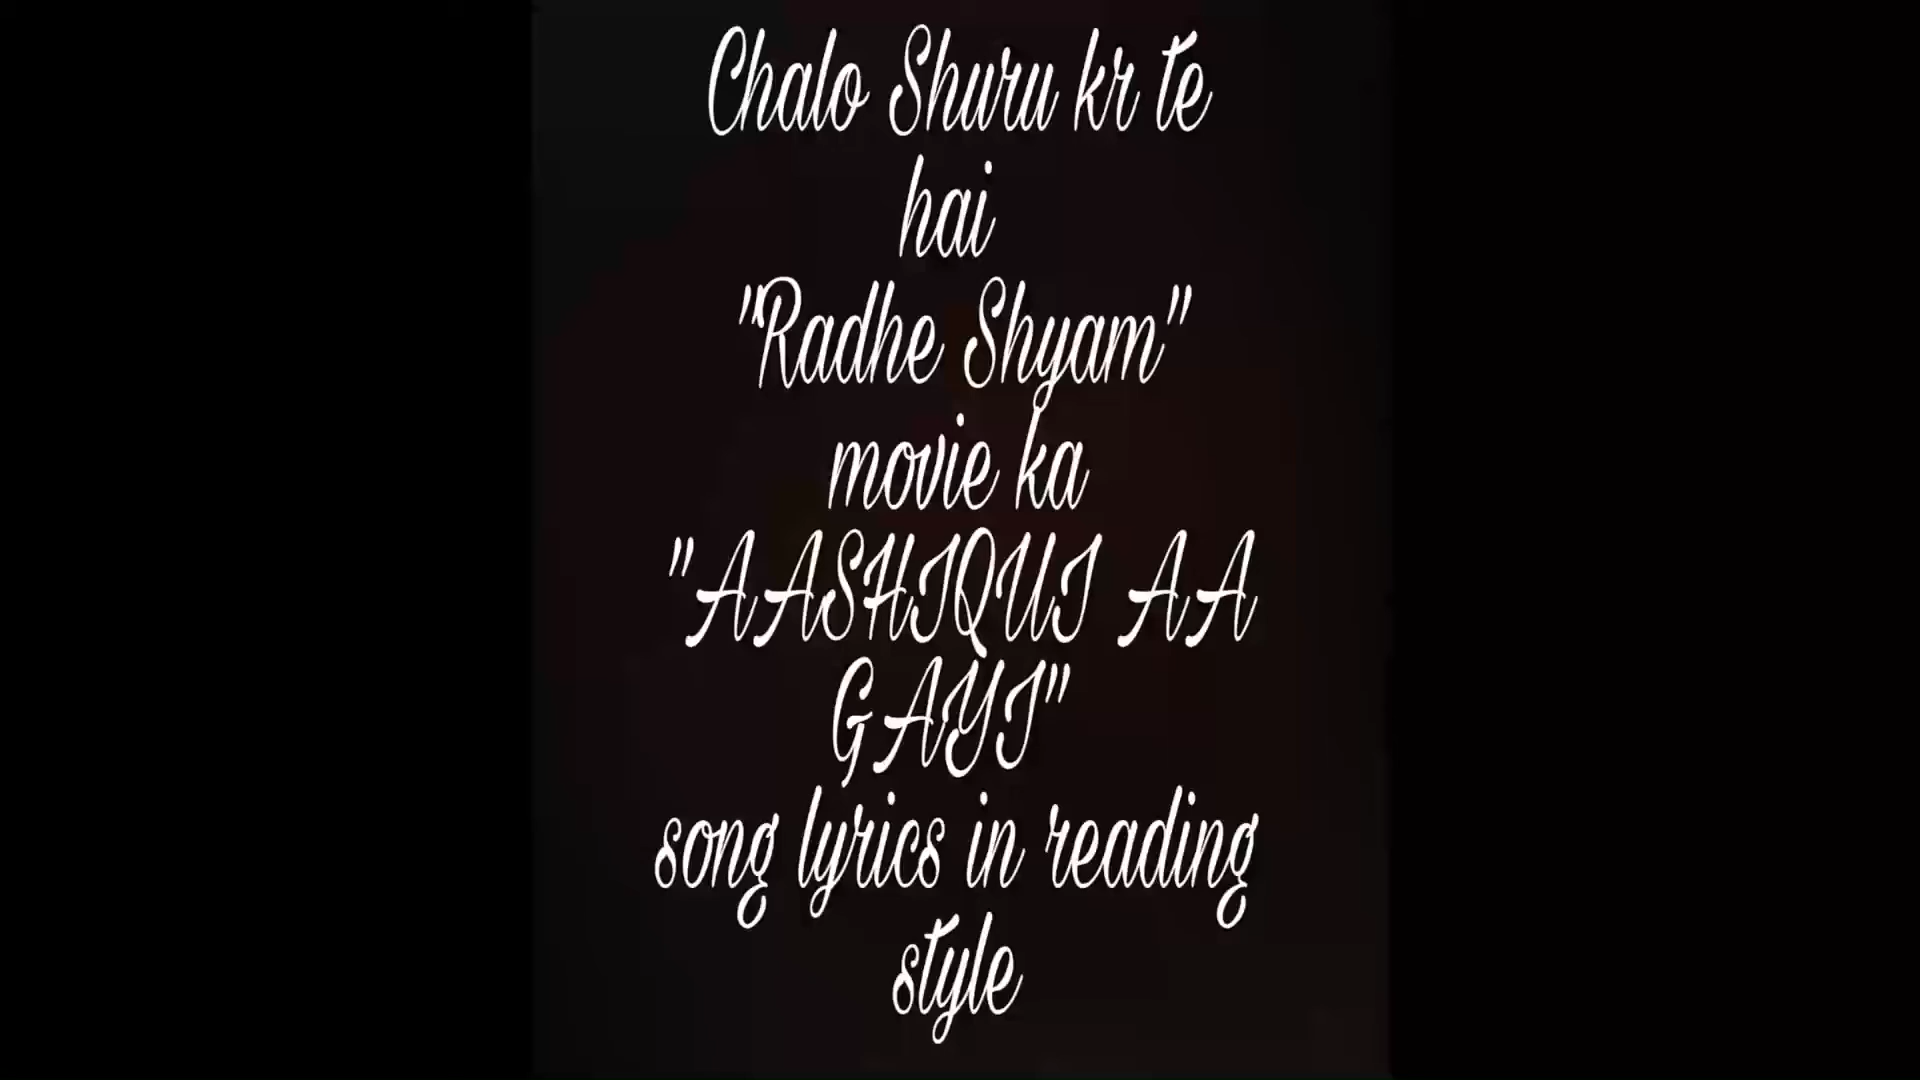 Chalo Shuru kr te
hai
"Radhe Shyam"
movie ka
"AASHIQUI AA
GAYI"
song lyrics in reading
style